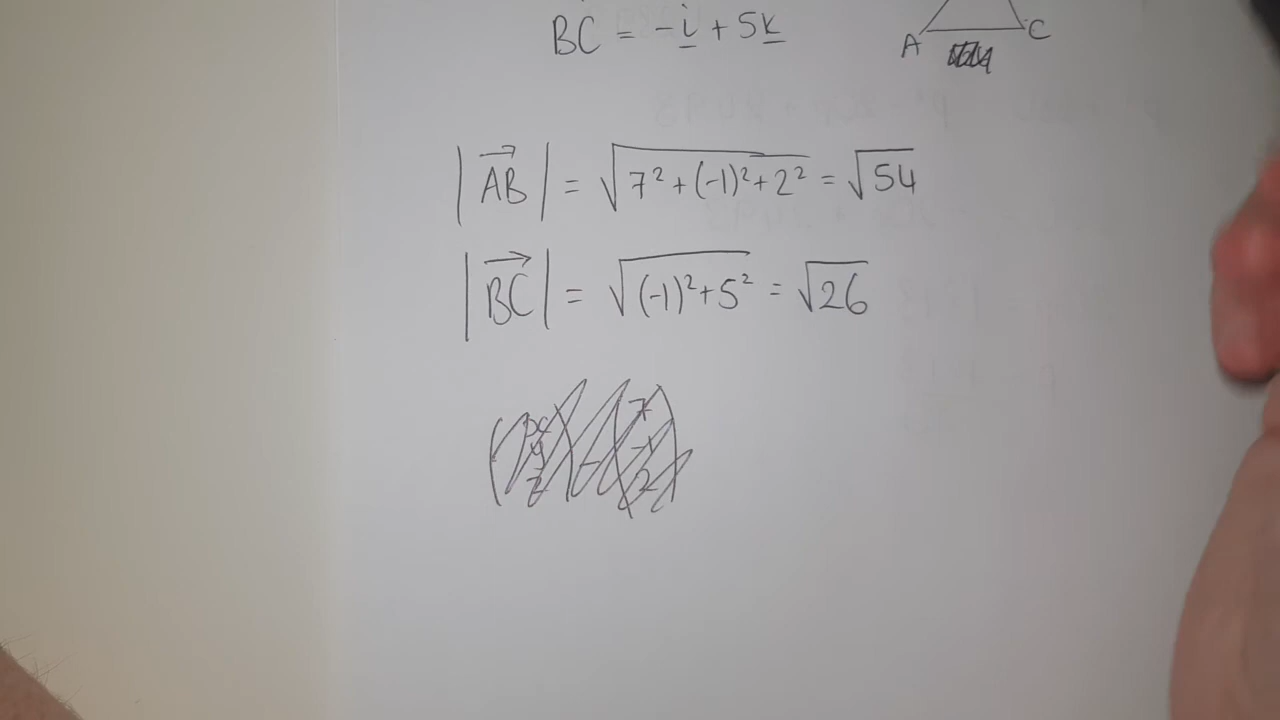 BC = -i + 5k
A C
|AB| = √7² + (-1)² + 2² = √54
|BC| = √(-1)² + 5² = √26